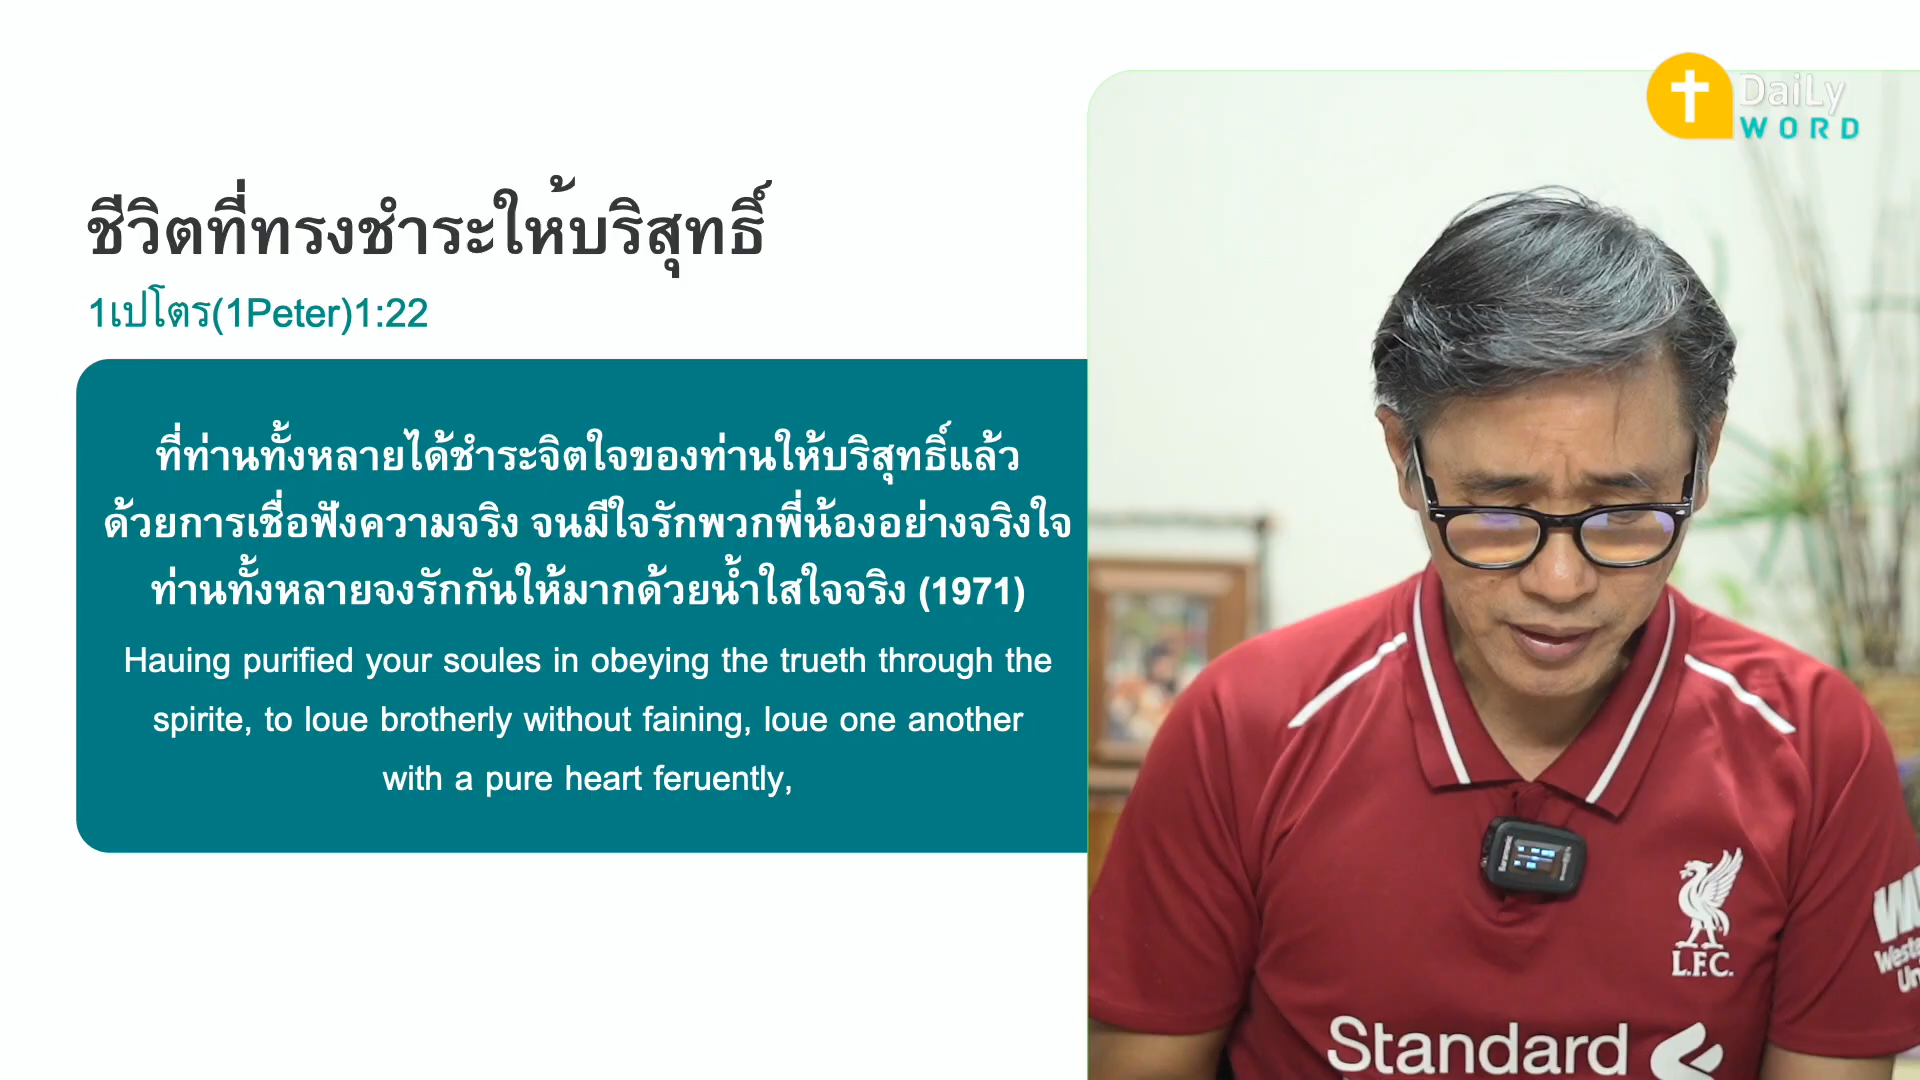 DaiLy
WORD
ชีวิตที่ทรงชำระให้บริสุทธิ์
1เปโตร(1Peter)1:22
ที่ท่านทั้งหลายได้ชำระจิตใจของท่านให้บริสุทธิ์แล้ว
ด้วยการเชื่อฟังความจริง จนมีใจรักพวกพี่น้องอย่างจริงใจ
ท่านทั้งหลายจงรักกันให้มากด้วยน้ำใสใจจริง (1971)
Hauing purified your soules in obeying the trueth through the
spirite, to loue brotherly without faining, loue one another
with a pure heart feruently,
L.F.C.
Standard